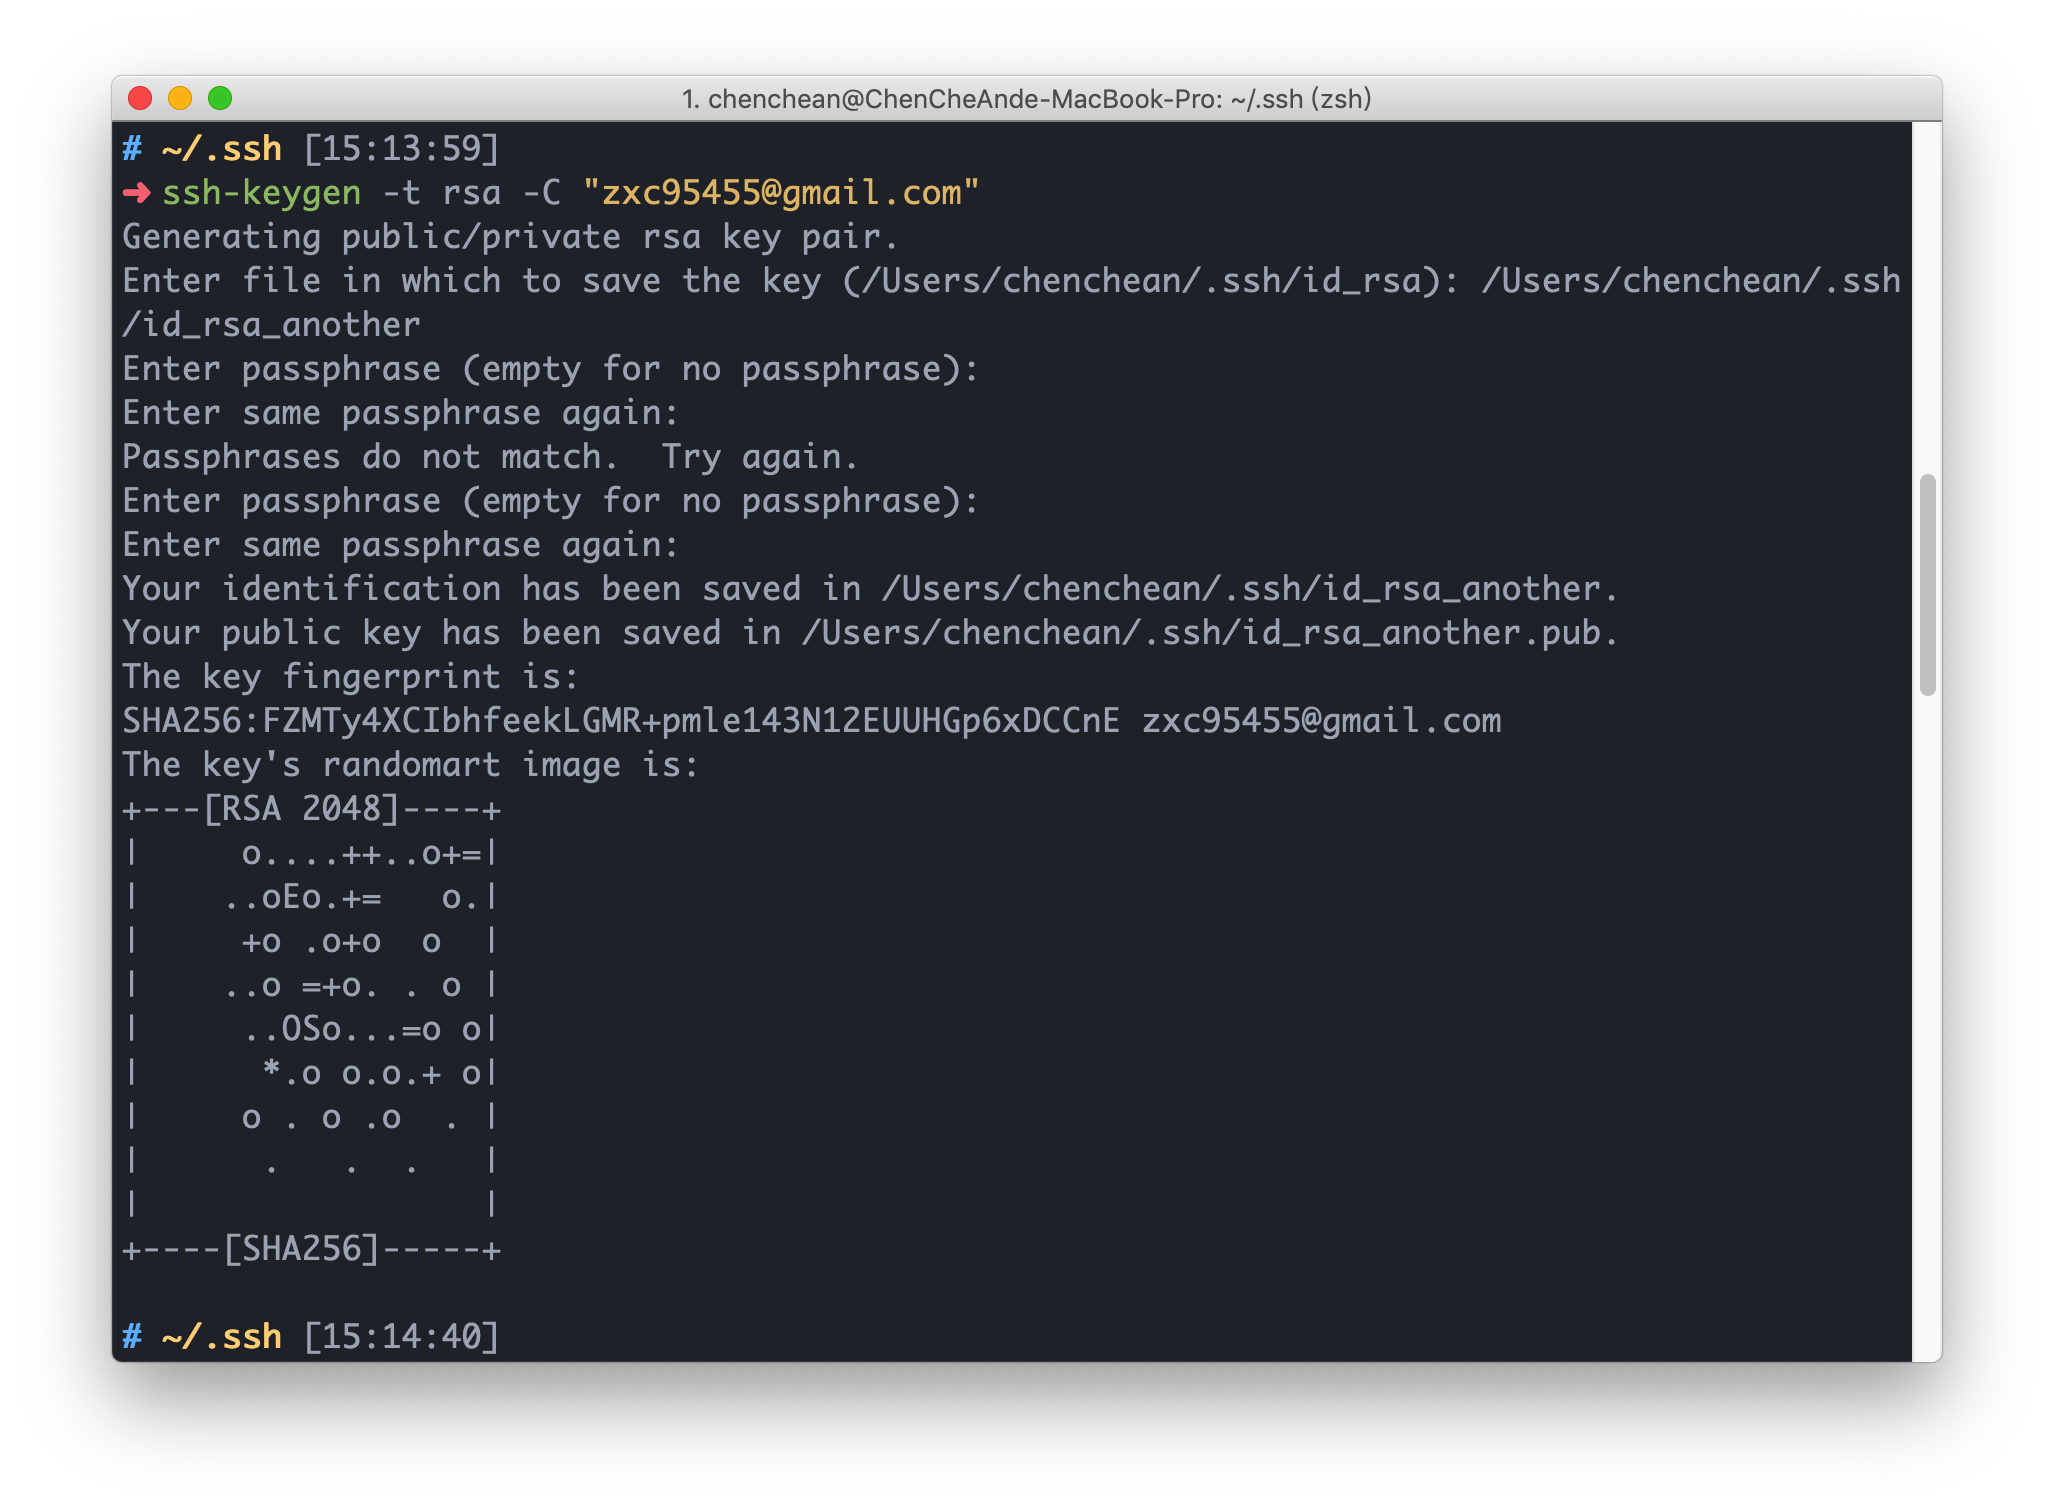 1. chenchean@ChenCheAnde-MacBook-Pro: ~/.ssh (zsh)
# ~/.ssh [15:13:59]
➜ ssh-keygen -t rsa -C "zxc95455@gmail.com"
Generating public/private rsa key pair.
Enter file in which to save the key (/Users/chenchean/.ssh/id_rsa): /Users/chenchean/.ssh
/id_rsa_another
Enter passphrase (empty for no passphrase):
Enter same passphrase again:
Passphrases do not match.  Try again.
Enter passphrase (empty for no passphrase):
Enter same passphrase again:
Your identification has been saved in /Users/chenchean/.ssh/id_rsa_another.
Your public key has been saved in /Users/chenchean/.ssh/id_rsa_another.pub.
The key fingerprint is:
SHA256:FZMTy4XCIbhfeekLGMR+pmle143N12EUUHGp6xDCCnE zxc95455@gmail.com
The key's randomart image is:
+---[RSA 2048]----+
|     o....++..o+=|
|    ..oEo.+=   o.|
|     +o .o+o  o  |
|    ..o =+o. . o |
|     ..OSo...=o o|
|      *.o o.o.+ o|
|     o . o .o  . |
|      .   .  .   |
|                 |
+----[SHA256]-----+
# ~/.ssh [15:14:40]